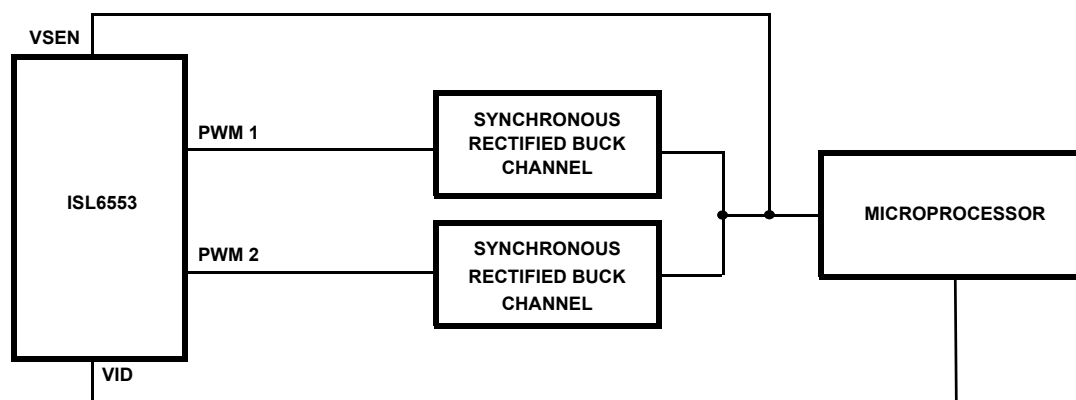 VSEN
PWM 1
SYNCHRONOUS
RECTIFIED BUCK
CHANNEL
ISL6553
MICROPROCESSOR
PWM 2
SYNCHRONOUS
RECTIFIED BUCK
CHANNEL
VID